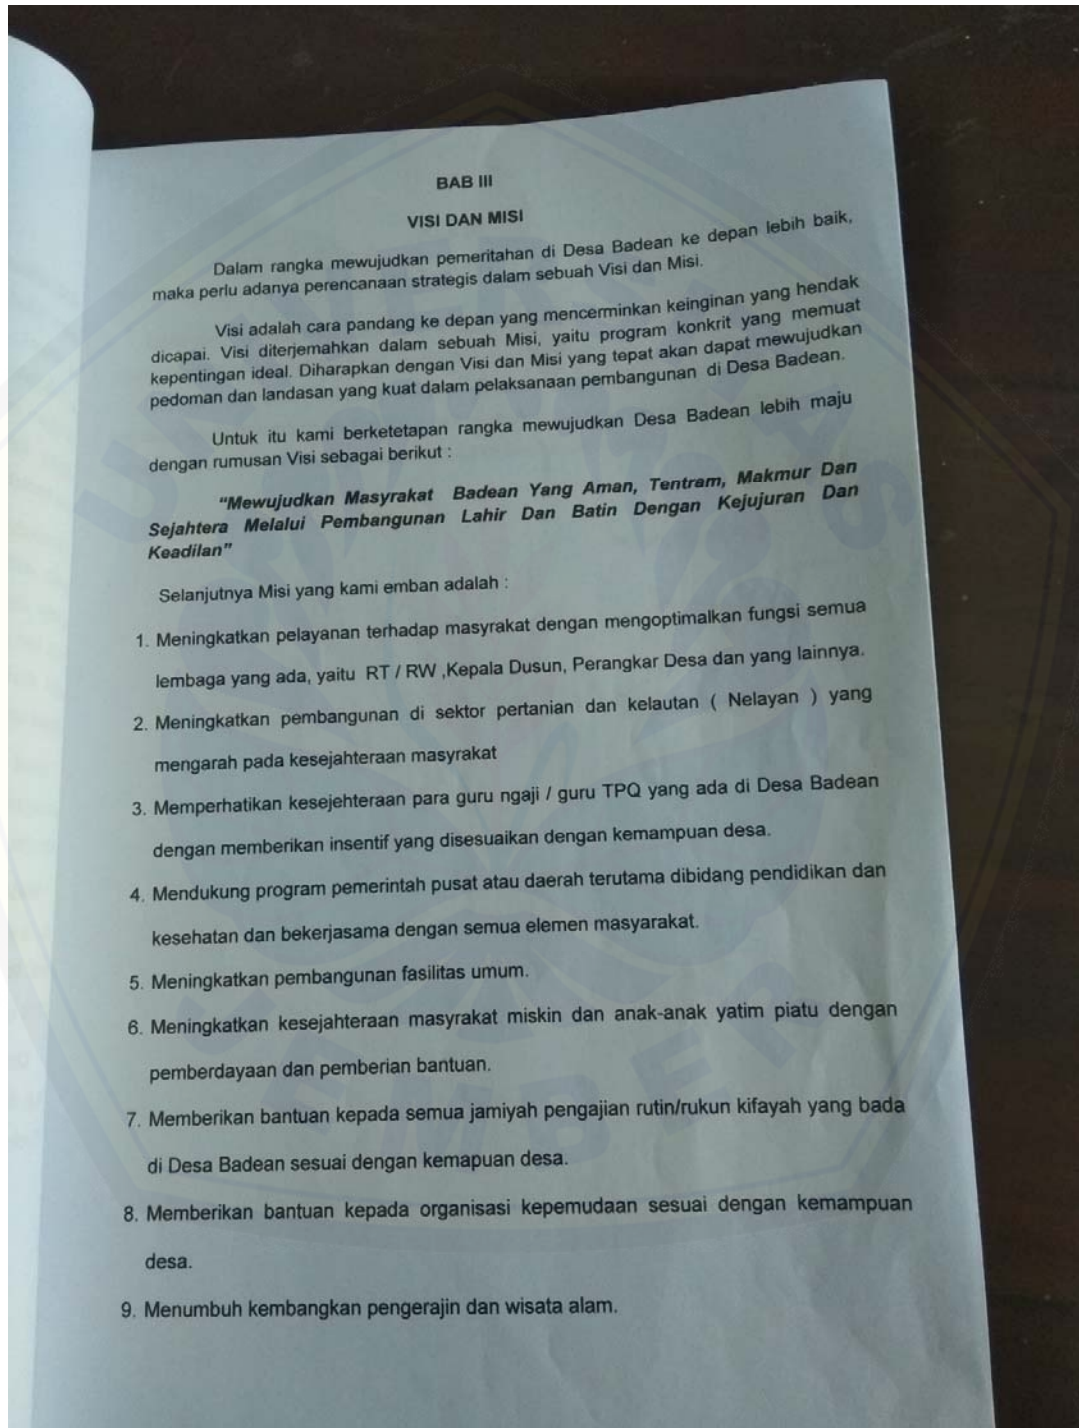 BAB III
VISI DAN MISI
Dalam rangka mewujudkan pemeritahan di Desa Badean ke depan lebih baik,
maka perlu adanya perencanaan strategis dalam sebuah Visi dan Misi.
Visi adalah cara pandang ke depan yang mencerminkan keinginan yang hendak
dicapai. Visi diterjemahkan dalam sebuah Misi, yaitu program konkrit yang memuat
kepentingan ideal. Diharapkan dengan Visi dan Misi yang tepat akan dapat mewujudkan
pedoman dan landasan yang kuat dalam pelaksanaan pembangunan di Desa Badean.
Untuk itu kami berketetapan rangka mewujudkan Desa Badean lebih maju
dengan rumusan Visi sebagai berikut :
“Mewujudkan Masyrakat Badean Yang Aman, Tentram, Makmur Dan
Sejahtera Melalui Pembangunan Lahir Dan Batin Dengan Kejujuran Dan
Keadilan”
Selanjutnya Misi yang kami emban adalah :
1. Meningkatkan pelayanan terhadap masyrakat dengan mengoptimalkan fungsi semua
lembaga yang ada, yaitu RT / RW ,Kepala Dusun, Perangkar Desa dan yang lainnya.
2. Meningkatkan pembangunan di sektor pertanian dan kelautan ( Nelayan ) yang
mengarah pada kesejahteraan masyrakat
3. Memperhatikan kesejehteraan para guru ngaji / guru TPQ yang ada di Desa Badean
dengan memberikan insentif yang disesuaikan dengan kemampuan desa.
4. Mendukung program pemerintah pusat atau daerah terutama dibidang pendidikan dan
kesehatan dan bekerjasama dengan semua elemen masyarakat.
5. Meningkatkan pembangunan fasilitas umum.
6. Meningkatkan kesejahteraan masyrakat miskin dan anak-anak yatim piatu dengan
pemberdayaan dan pemberian bantuan.
7. Memberikan bantuan kepada semua jamiyah pengajian rutin/rukun kifayah yang bada
di Desa Badean sesuai dengan kemapuan desa.
8. Memberikan bantuan kepada organisasi kepemudaan sesuai dengan kemampuan
desa.
9. Menumbuh kembangkan pengerajin dan wisata alam.
UNIVERSITAS
JEMBER